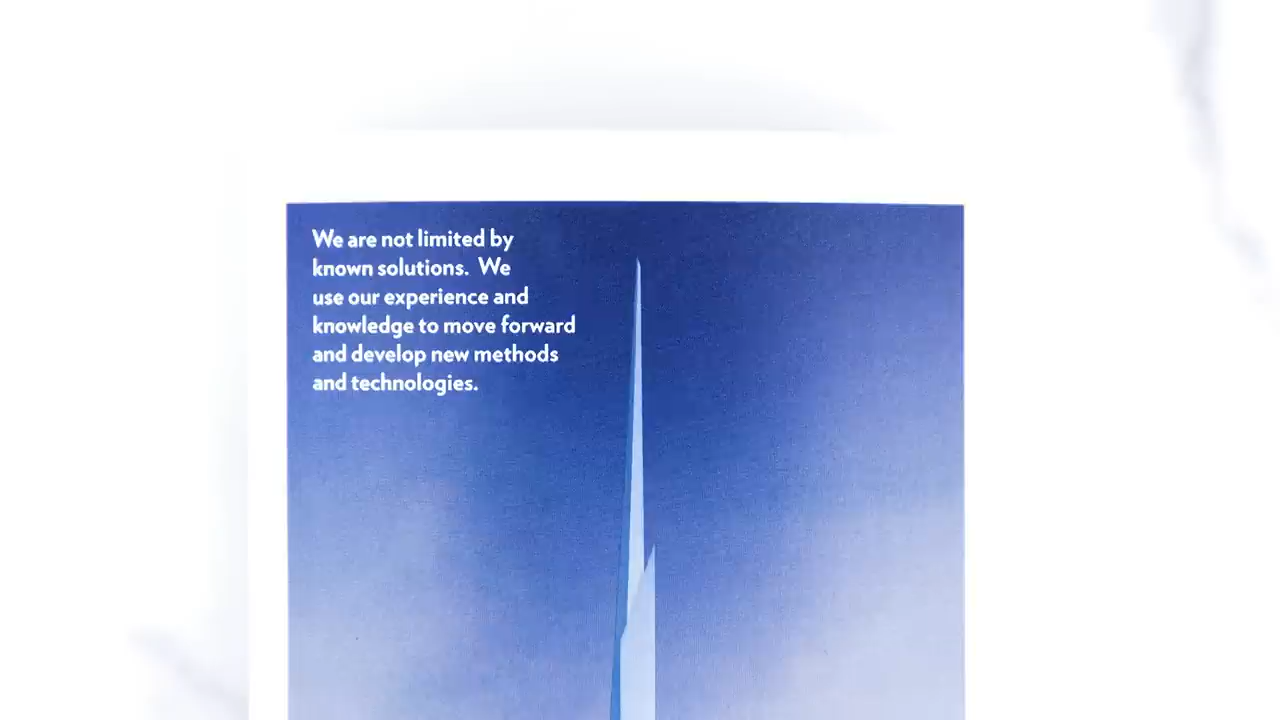 We are not limited by
known solutions.  We
use our experience and
knowledge to move forward
and develop new methods
and technologies.